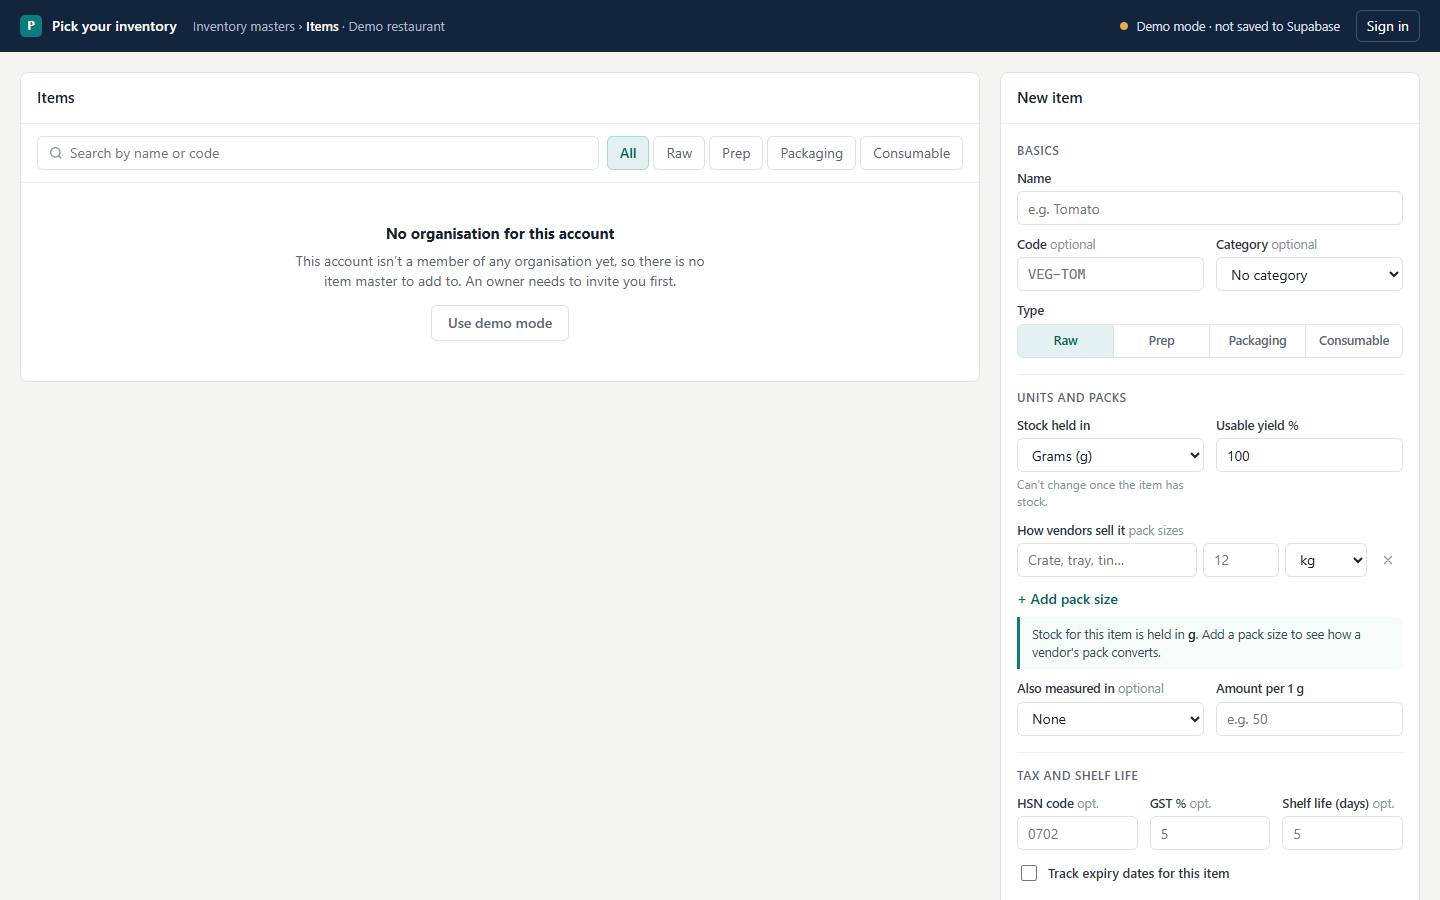 P Pick your inventory Inventory masters › Items · Demo restaurant
Demo mode · not saved to Supabase Sign in
Items
Search by name or code All Raw Prep Packaging Consumable
No organisation for this account
This account isn't a member of any organisation yet, so there is no
item master to add to. An owner needs to invite you first.
Use demo mode
New item
BASICS
Name
e.g. Tomato
Code optional Category optional
VEG-TOM No category
Type
Raw Prep Packaging Consumable
UNITS AND PACKS
Stock held in Usable yield %
Grams (g) 100
Can't change once the item has
stock.
How vendors sell it pack sizes
Crate, tray, tin... 12 kg ×
+ Add pack size
Stock for this item is held in g. Add a pack size to see how a
vendor's pack converts.
Also measured in optional Amount per 1 g
None e.g. 50
TAX AND SHELF LIFE
HSN code opt. GST % opt. Shelf life (days) opt.
0702 5 5
Track expiry dates for this item